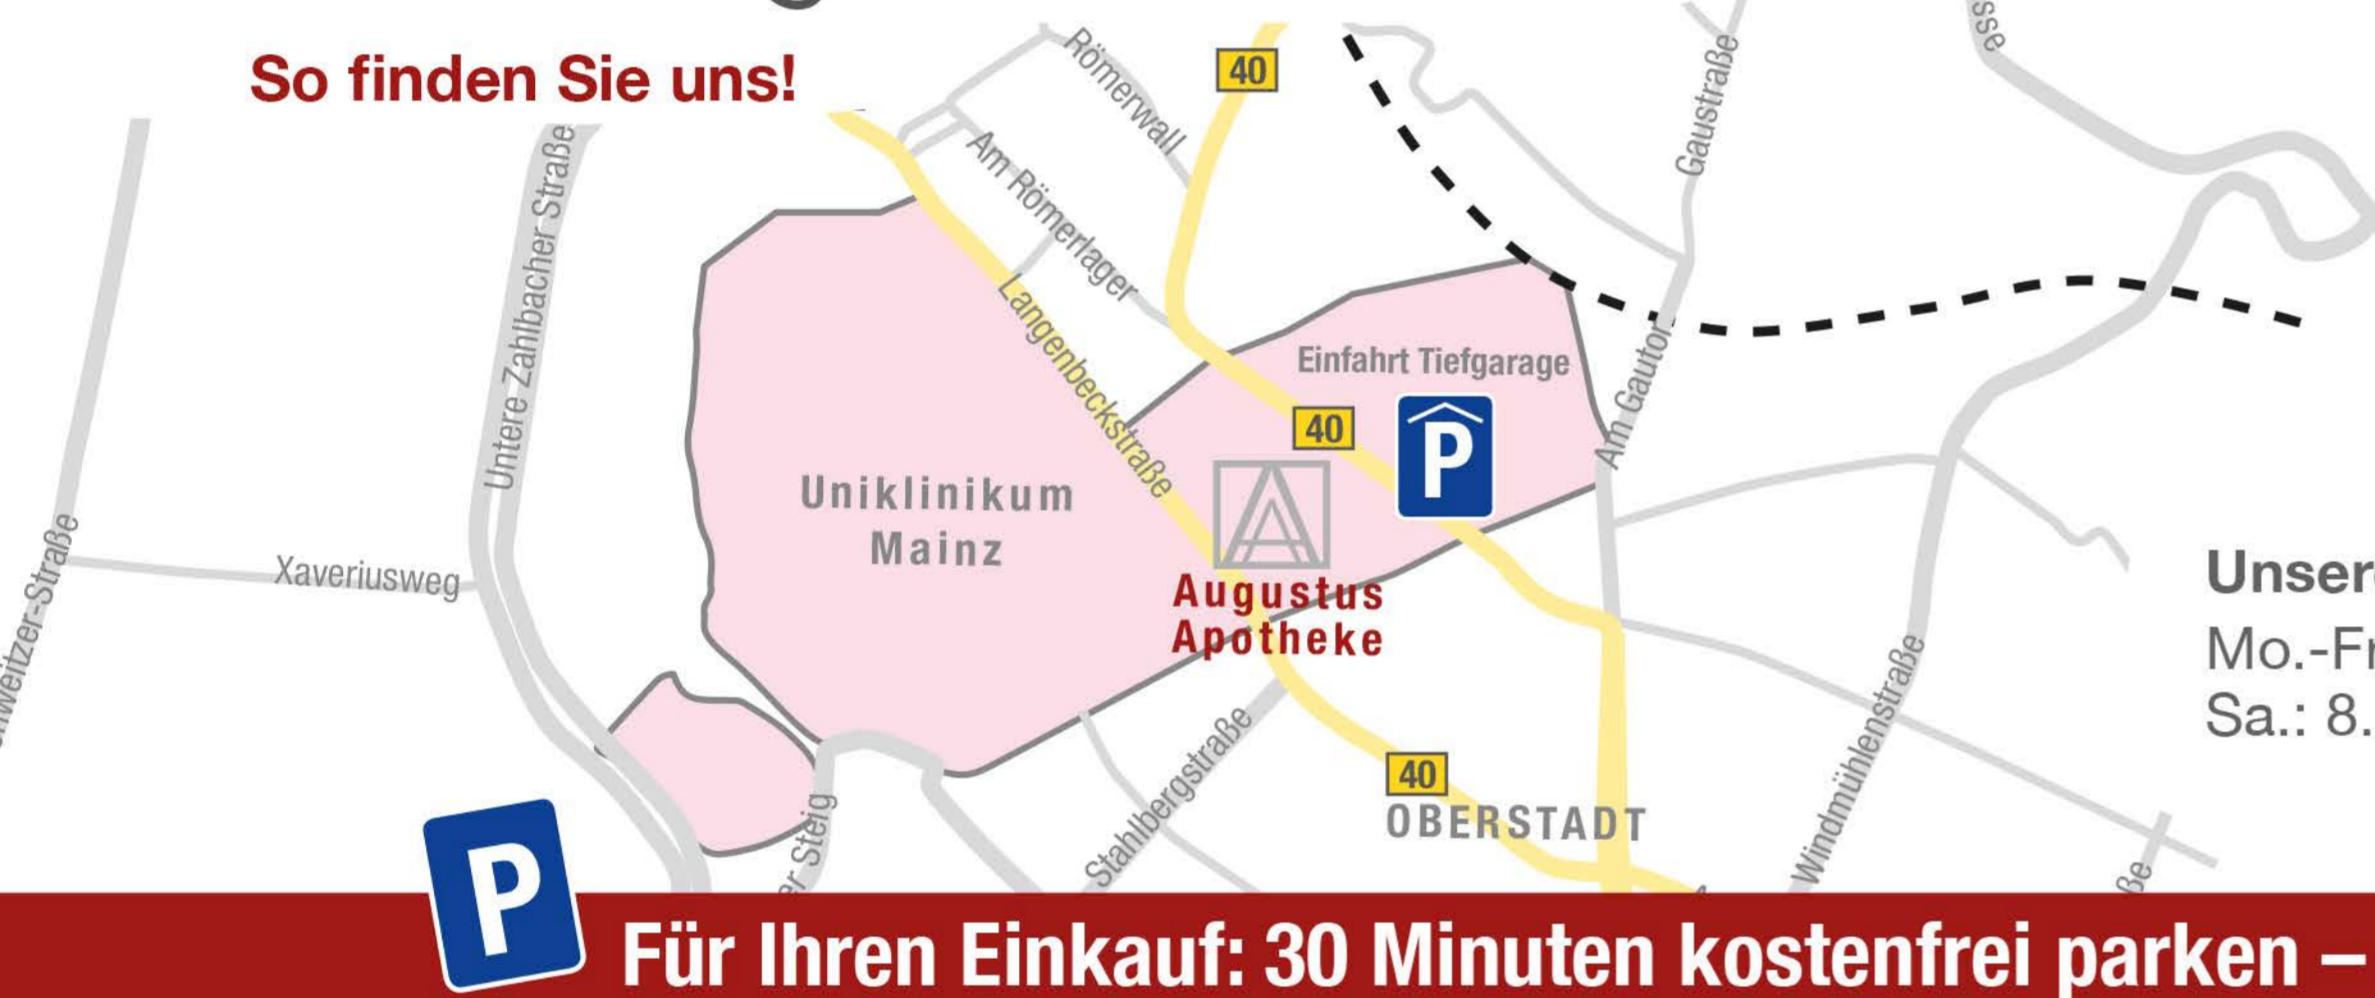 So finden Sie uns!
Römerwall
40
Gaustraße
Am Römerlager
Untere Zahlbacher Straße
Langenbeckstraße
Einfahrt Tiefgarage
40
P
Am Gautor
Uniklinikum
Mainz
Xaveriusweg
Augustus
Apotheke
Mo.-Fr
Sa.: 8.
Stahlbergstraße
40
OBERSTADT
Windmühlenstraße
Steig
P
Für Ihren Einkauf: 30 Minuten kostenfrei parken –